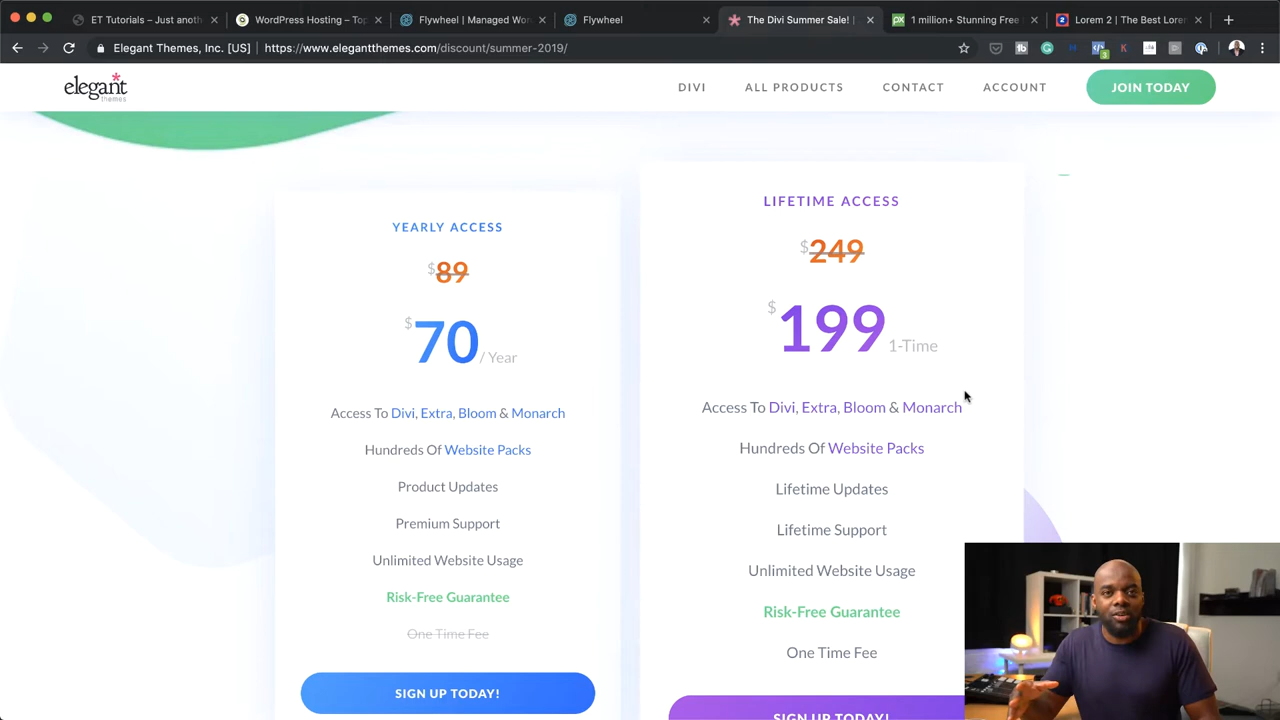 ET Tutorials – Just anoth
WordPress Hosting – Top
Flywheel | Managed Wor
Flywheel
The Divi Summer Sale! |
1 million+ Stunning Free
Lorem 2 | The Best Lorem
Elegant Themes, Inc. [US] | https://www.elegantthemes.com/discount/summer-2019/
elegant
themes
DIVI
ALL PRODUCTS
CONTACT
ACCOUNT
JOIN TODAY
YEARLY ACCESS
$89
$70/ Year
Access To Divi, Extra, Bloom & Monarch
Hundreds Of Website Packs
Product Updates
Premium Support
Unlimited Website Usage
Risk-Free Guarantee
One Time Fee
SIGN UP TODAY!
LIFETIME ACCESS
$249
$199 1-Time
Access To Divi, Extra, Bloom & Monarch
Hundreds Of Website Packs
Lifetime Updates
Lifetime Support
Unlimited Website Usage
Risk-Free Guarantee
One Time Fee
SIGN UP TODAY!